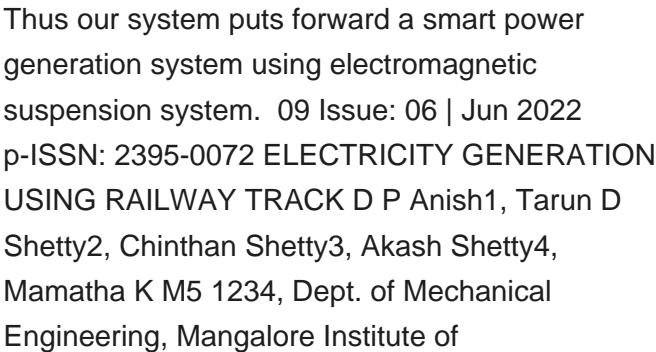 Thus our system puts forward a smart power
generation system using electromagnetic
suspension system.  09 Issue: 06 | Jun 2022
p-ISSN: 2395-0072 ELECTRICITY GENERATION
USING RAILWAY TRACK D P Anish1, Tarun D
Shetty2, Chinthan Shetty3, Akash Shetty4,
Mamatha K M5 1234, Dept. of Mechanical
Engineering, Mangalore Institute of